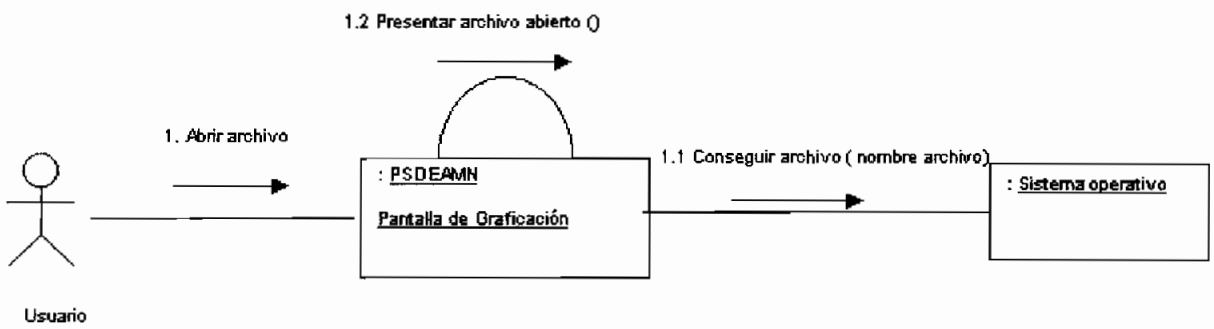 1.2 Presentar archivo abierto ()
1. Abrir archivo
: PSDEAMN
Pantalla de Graficación
1.1 Conseguir archivo ( nombre archivo)
: Sistema operativo
Usuario